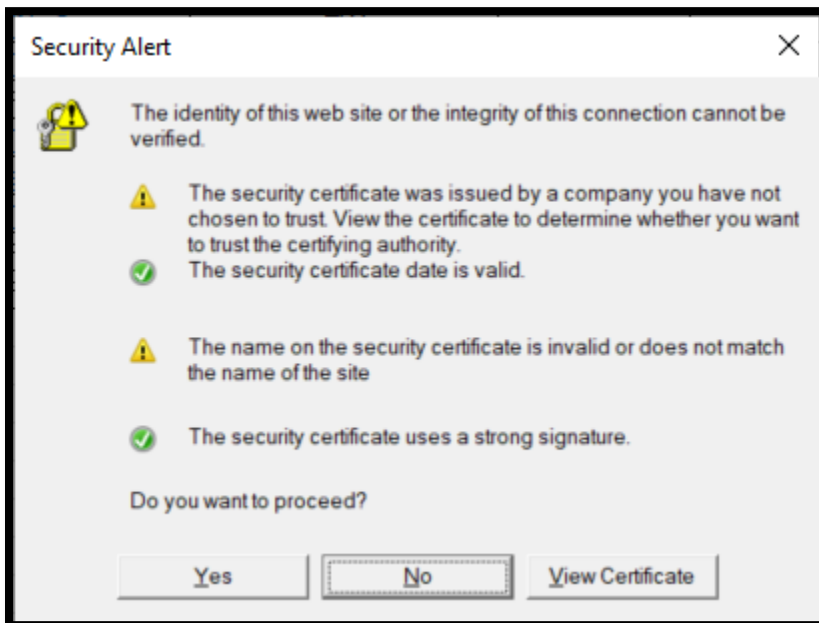 Security Alert
The identity of this web site or the integrity of this connection cannot be
verified.
The security certificate was issued by a company you have not
chosen to trust. View the certificate to determine whether you want
to trust the certifying authority.
The security certificate date is valid.
The name on the security certificate is invalid or does not match
the name of the site
The security certificate uses a strong signature.
Do you want to proceed?
Yes No View Certificate